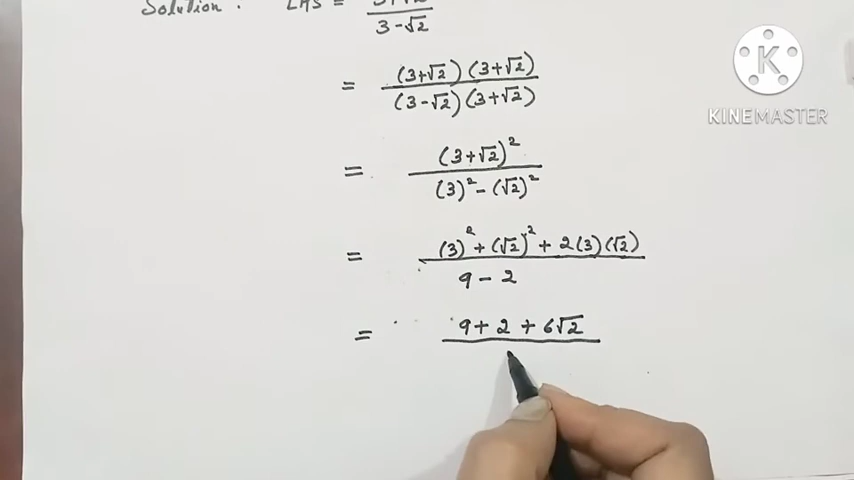 Solution : LHS = 3+√2 / 3-√2
= (3+√2)(3+√2) / (3-√2)(3+√2)
= (3+√2)² / (3)²-(√2)²
= (3)²+(√2)²+2(3)(√2) / 9-2
= 9+2+6√2
K
KINEMASTER